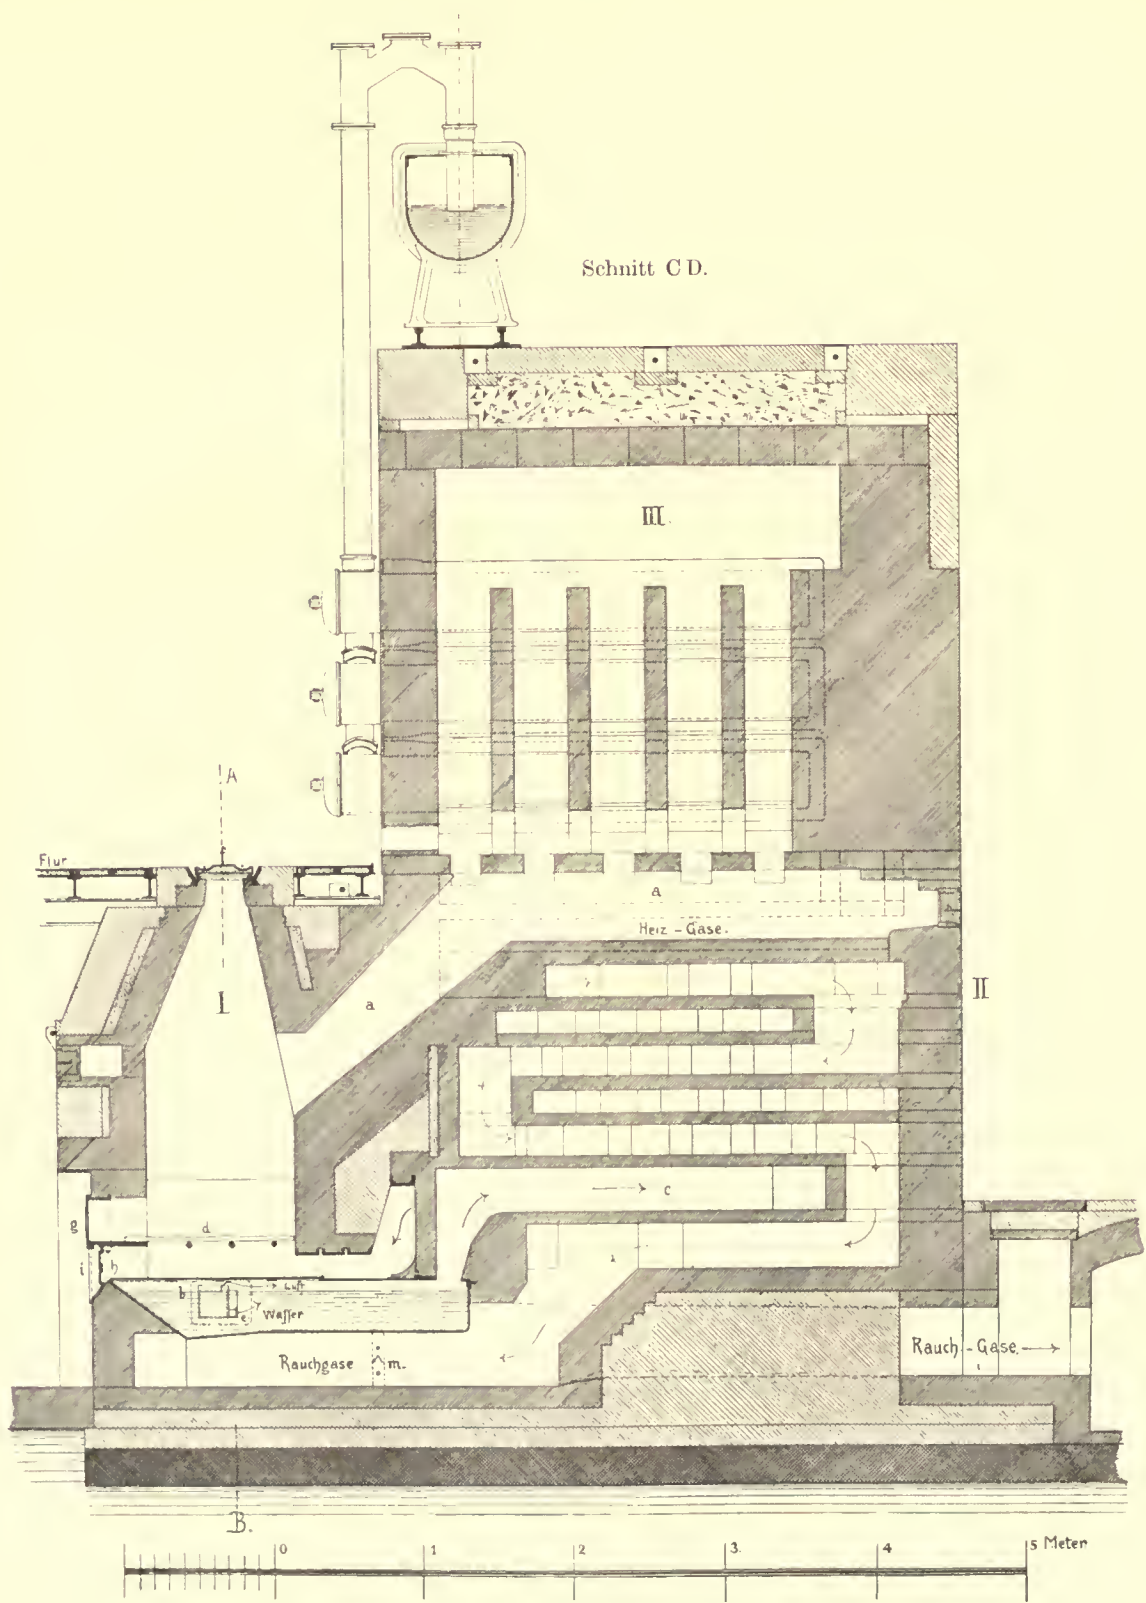 Schnitt C D.
III.
A
Flur
f
a
Heiz - Gase.
I
II
a
c
g
d
i
h
b
Luft
e
Waſſer
Rauchgase
m.
Rauch - Gase.
B.
0
1
2
3.
4
5 Meter